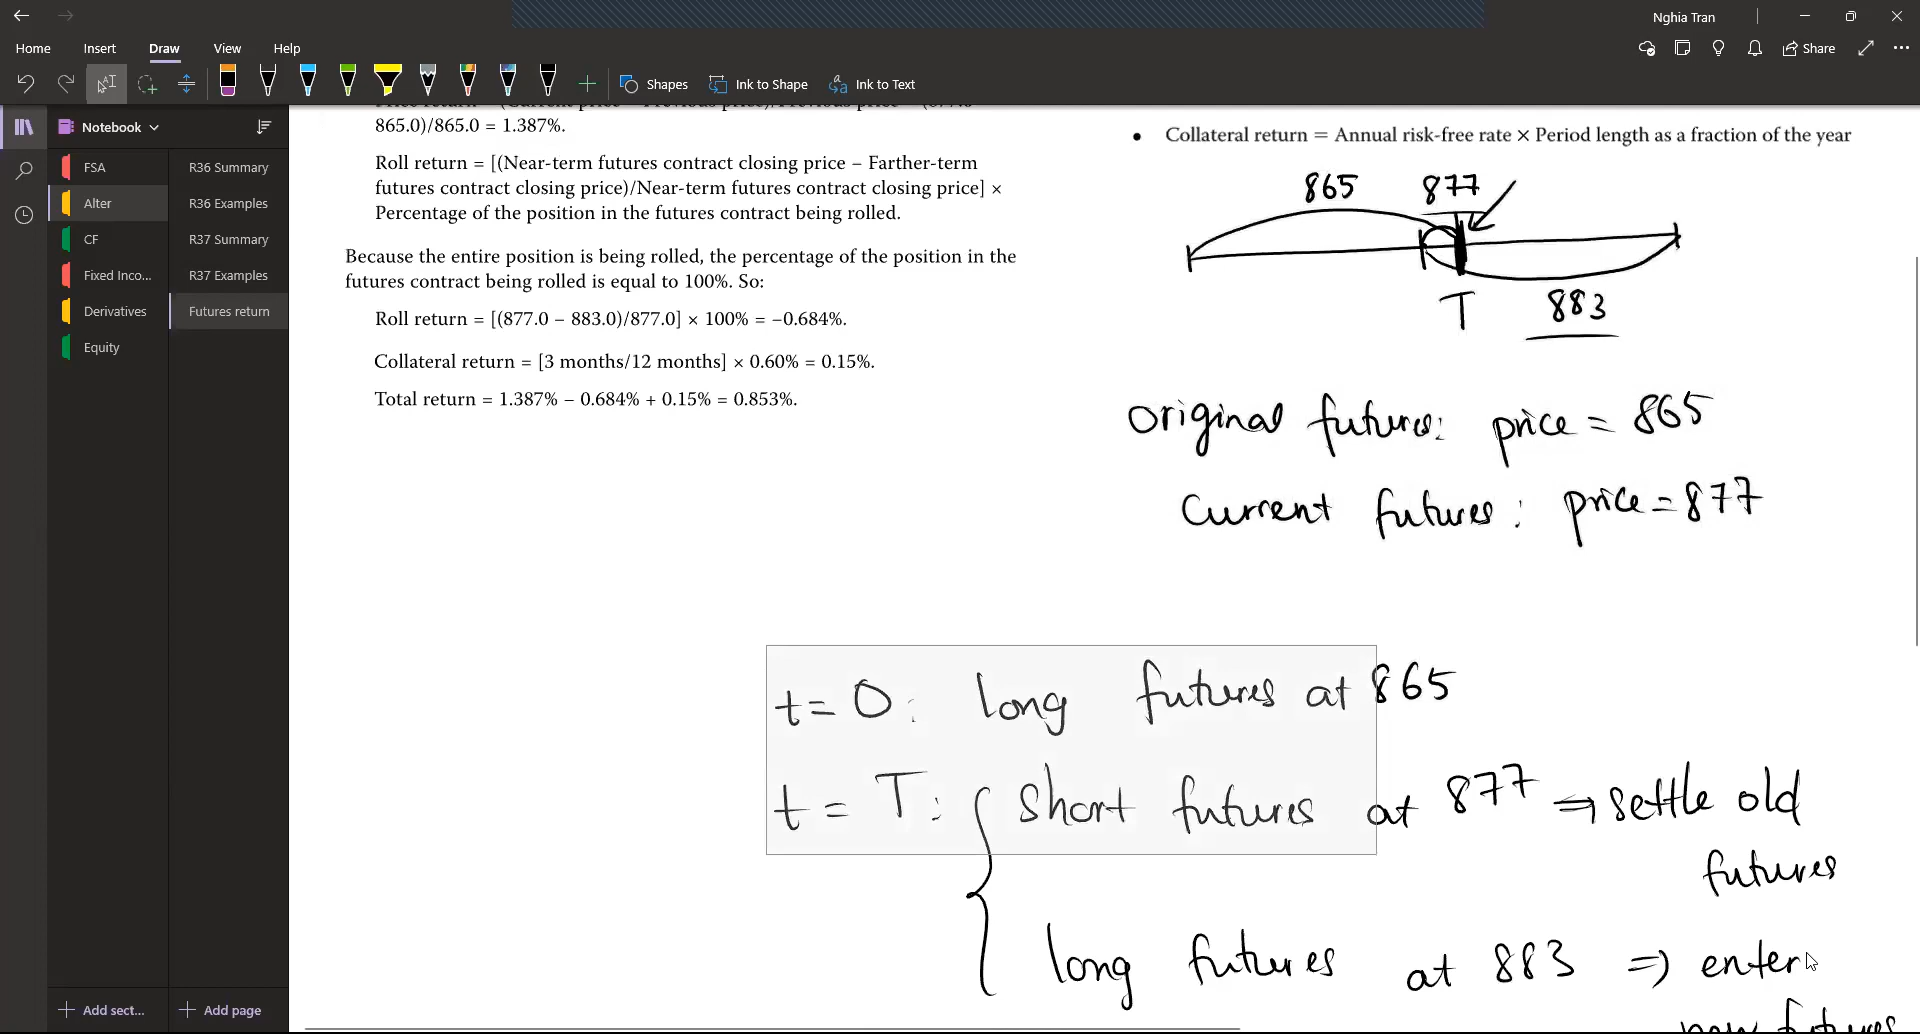 Nghia Tran
Home Insert Draw View Help
Share
Shapes Ink to Shape Ink to Text
Notebook
FSA
Alter
CF
Fixed Inco...
Derivatives
Equity
R36 Summary
R36 Examples
R37 Summary
R37 Examples
Futures return
Add sect...
Add page
865.0)/865.0 = 1.387%.
Roll return = [(Near-term futures contract closing price – Farther-term
futures contract closing price)/Near-term futures contract closing price] ×
Percentage of the position in the futures contract being rolled.
Because the entire position is being rolled, the percentage of the position in the
futures contract being rolled is equal to 100%. So:
Roll return = [(877.0 – 883.0)/877.0] × 100% = −0.684%.
Collateral return = [3 months/12 months] × 0.60% = 0.15%.
Total return = 1.387% − 0.684% + 0.15% = 0.853%.
• Collateral return = Annual risk-free rate × Period length as a fraction of the year
865 877
T 883
Original futures: price = 865
Current futures: price = 877
t = 0: long futures at 865
t = T: { short futures at 877 ⇒ settle old
futures
long futures at 883 ⇒ enter
new futures